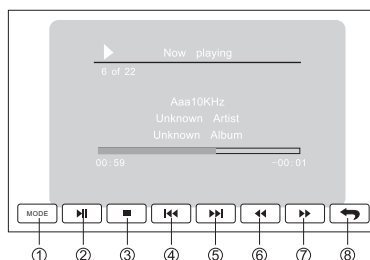 Now playing
6 of 22
Aaa10KHz
Unknown Artist
Unknown Album
00:59 -00:01
MODE
① ② ③ ④ ⑤ ⑥ ⑦ ⑧